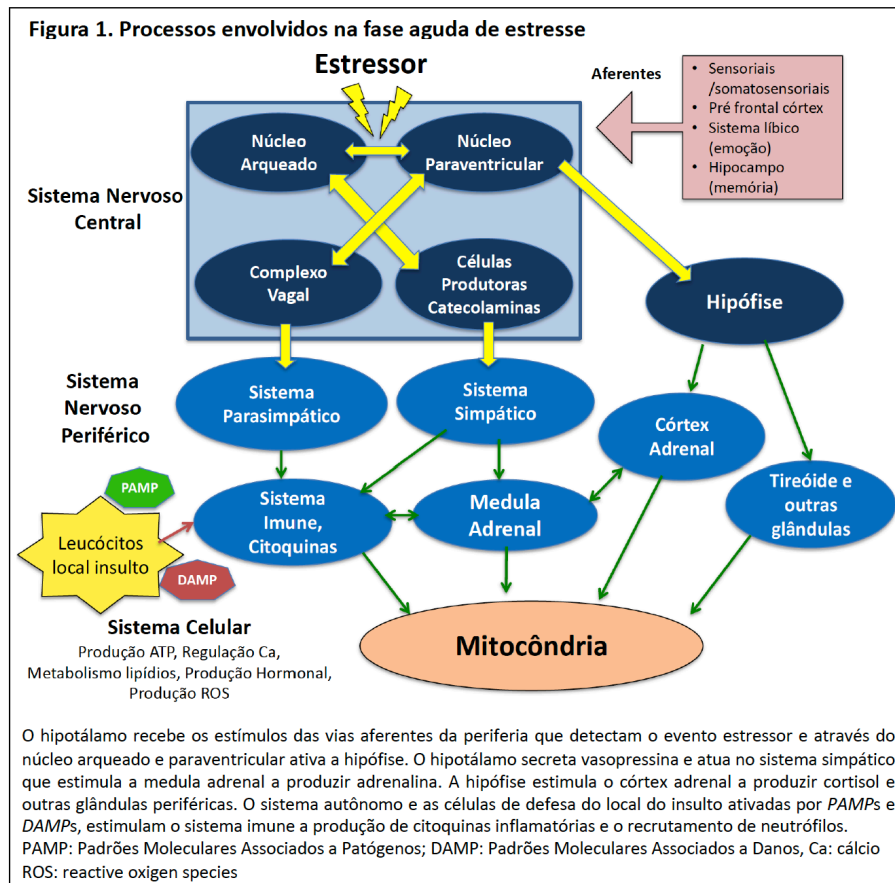 Figura 1. Processos envolvidos na fase aguda de estresse
Estressor
Aferentes
• Sensoriais
/somatosensoriais
• Pré frontal córtex
• Sistema líbico
(emoção)
• Hipocampo
(memória)
Núcleo
Arqueado
Núcleo
Paraventricular
Sistema Nervoso
Central
Complexo
Vagal
Células
Produtoras
Catecolaminas
Hipófise
Sistema
Nervoso
Periférico
Sistema
Parasimpático
Sistema
Simpático
Córtex
Adrenal
Tireóide e
outras
glândulas
PAMP
Leucócitos
local insulto
DAMP
Sistema
Imune,
Citoquinas
Medula
Adrenal
Sistema Celular
Produção ATP, Regulação Ca,
Metabolismo lipídios, Produção Hormonal,
Produção ROS
Mitocôndria
O hipotálamo recebe os estímulos das vias aferentes da periferia que detectam o evento estressor e através do
núcleo arqueado e paraventricular ativa a hipófise. O hipotálamo secreta vasopressina e atua no sistema simpático
que estimula a medula adrenal a produzir adrenalina. A hipófise estimula o córtex adrenal a produzir cortisol e
outras glândulas periféricas. O sistema autônomo e as células de defesa do local do insulto ativadas por PAMPs e
DAMPs, estimulam o sistema imune a produção de citoquinas inflamatórias e o recrutamento de neutrófilos.
PAMP: Padrões Moleculares Associados a Patógenos; DAMP: Padrões Moleculares Associados a Danos, Ca: cálcio
ROS: reactive oxigen species